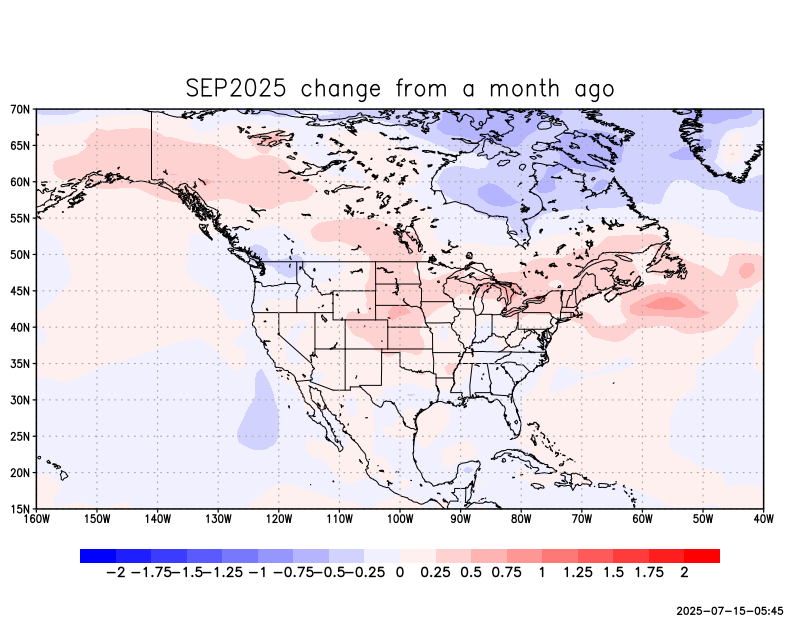 SEP2025 change from a month ago
70N
65N
60N
55N
50N
45N
40N
35N
30N
25N
20N
15N
160W 150W 140W 130W 120W 110W 100W 90W 80W 70W 60W 50W 40W
−2 −1.75 −1.5 −1.25 −1 −0.75 −0.5 −0.25 0 0.25 0.5 0.75 1 1.25 1.5 1.75 2
2025-07-15-05:45